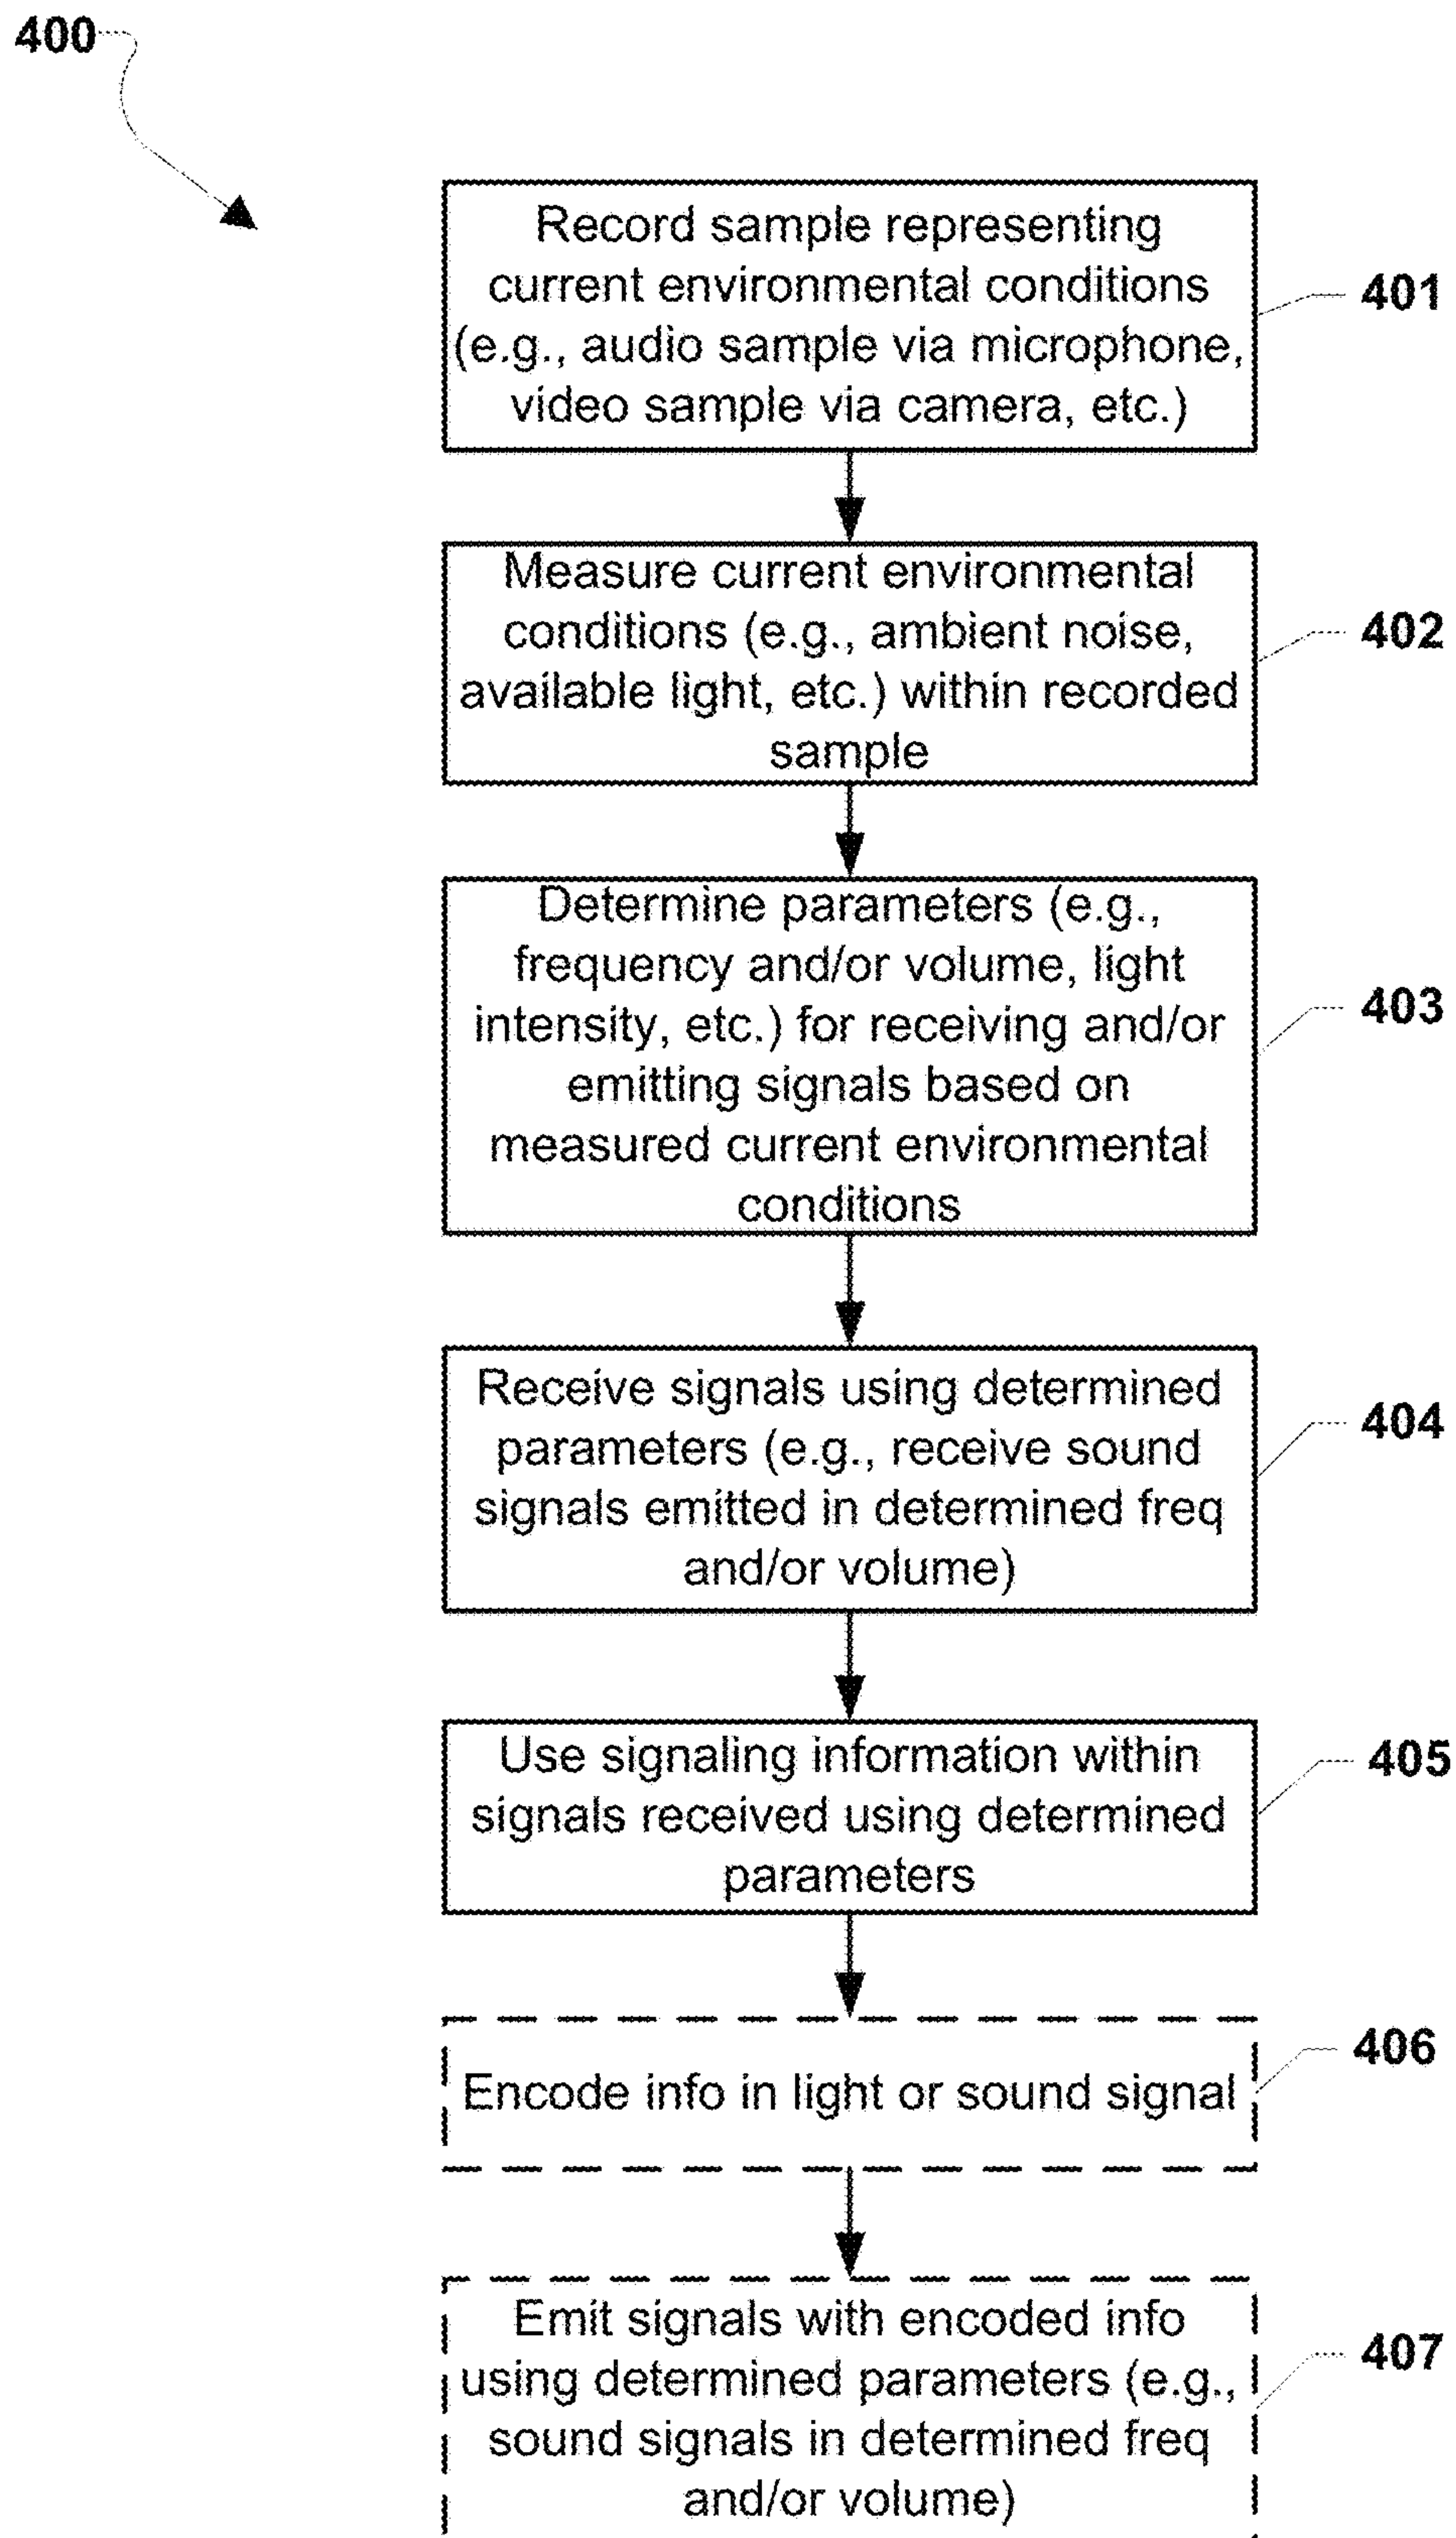 400
Record sample representing
current environmental conditions
(e.g., audio sample via microphone,
video sample via camera, etc.)
401
Measure current environmental
conditions (e.g., ambient noise,
available light, etc.) within recorded
sample
402
Determine parameters (e.g.,
frequency and/or volume, light
intensity, etc.) for receiving and/or
emitting signals based on
measured current environmental
conditions
403
Receive signals using determined
parameters (e.g., receive sound
signals emitted in determined freq
and/or volume)
404
Use signaling information within
signals received using determined
parameters
405
Encode info in light or sound signal
406
Emit signals with encoded info
using determined parameters (e.g.,
sound signals in determined freq
and/or volume)
407